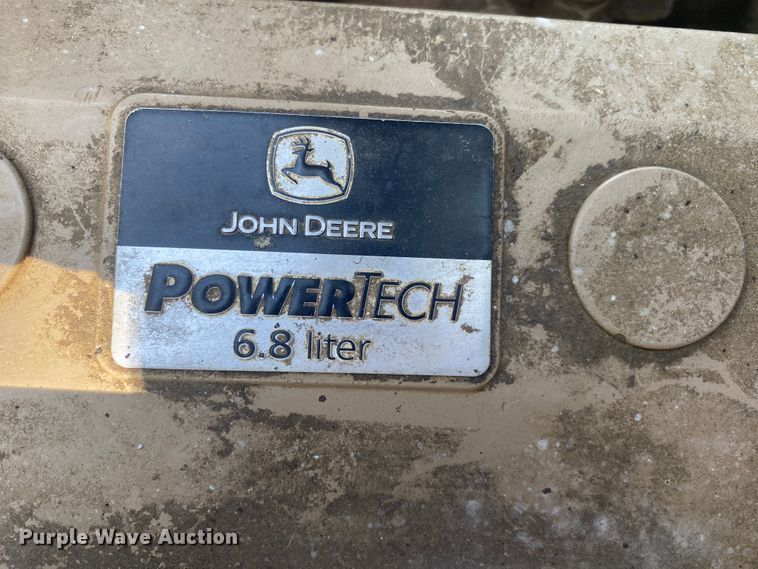 JOHN DEERE
POWERTECH
6.8 liter
Purple Wave Auction